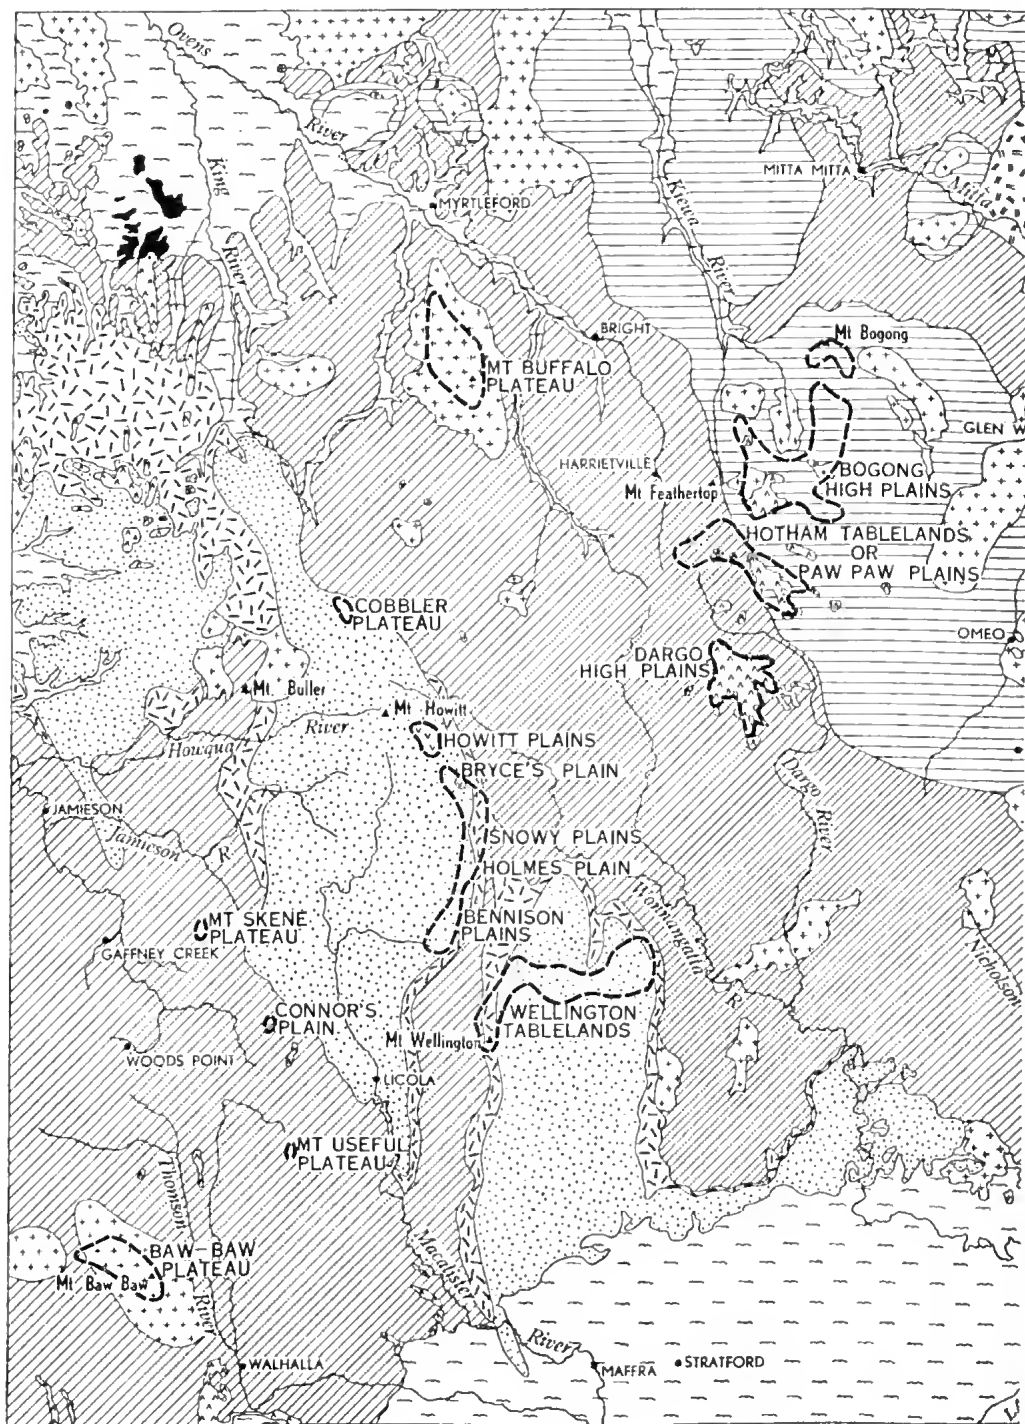 Ovens
River
King
River
MYRTLEFORD
Kiewa
River
MITTA MITTA
Mitta
BRIGHT
Mt Bogong
MT BUFFALO
PLATEAU
GLEN W
HARRIETVILLE
Mt Feathertop
BOGONG
HIGH PLAINS
HOTHAM TABLELANDS
OR
PAW PAW PLAINS
COBBLER
PLATEAU
OMEO
DARGO
HIGH PLAINS
Mt. Buller
Mt Howitt
Howqua
River
HOWITT PLAINS
BRYCE'S PLAIN
Dargo
River
JAMIESON
Jamieson
R
SNOWY PLAINS
HOLMES PLAIN
Wonnangatta
R
BENNISON
PLAINS
MT SKENE
PLATEAU
GAFFNEY CREEK
Nicholson
CONNOR'S
PLAIN
WELLINGTON
TABLELANDS
Mt Wellington
WOODS POINT
LICOLA
MT USEFUL
PLATEAU
Thomson
River
BAW-BAW
PLATEAU
Mt Baw Baw
Macalister
River
WALHALLA
MAFFRA
STRATFORD